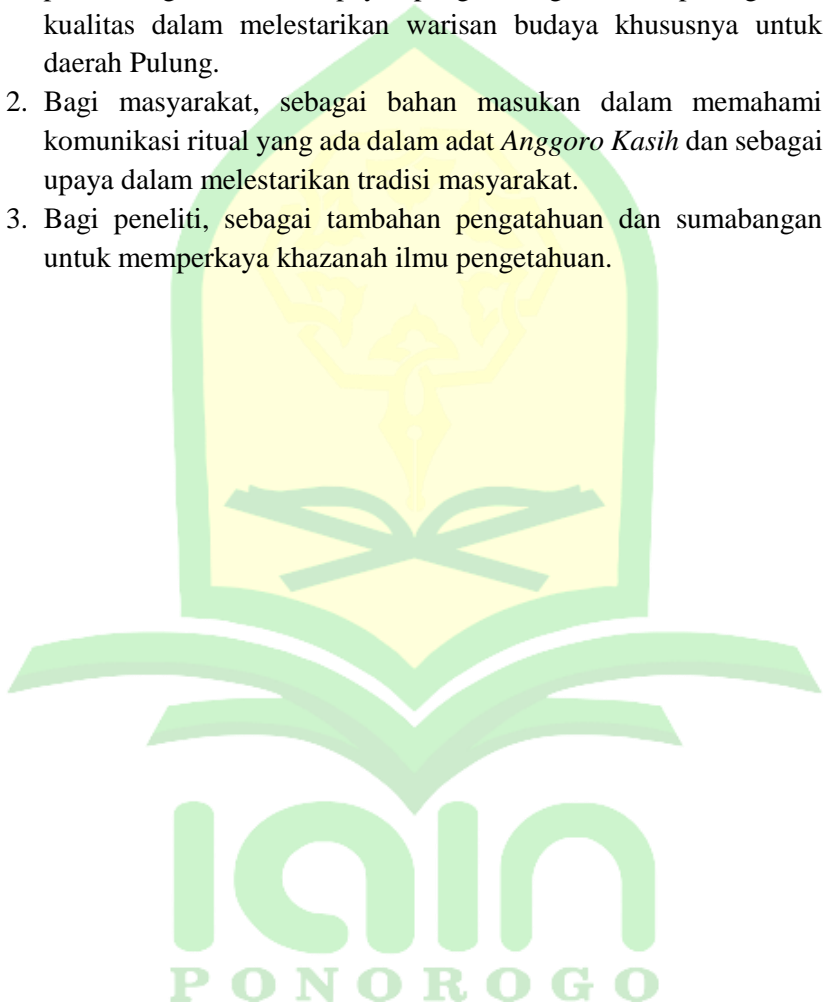 kualitas dalam melestarikan warisan budaya khususnya untuk
daerah Pulung.
2. Bagi masyarakat, sebagai bahan masukan dalam memahami
komunikasi ritual yang ada dalam adat Anggoro Kasih dan sebagai
upaya dalam melestarikan tradisi masyarakat.
3. Bagi peneliti, sebagai tambahan pengatahuan dan sumabangan
untuk memperkaya khazanah ilmu pengetahuan.
IAIN
PONOROGO